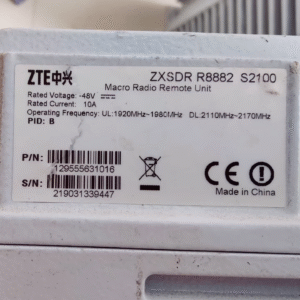 ZTE中兴 ZXSDR R8882 S2100
Macro Radio Remote Unit
Rated Voltage: -48V
Rated Current: 10A
Operating Frequency: UL:1920MHz~1980MHz DL:2110MHz~2170MHz
PID: B
P/N:
129555631016
S/N:
219031339447
CE
Made in China